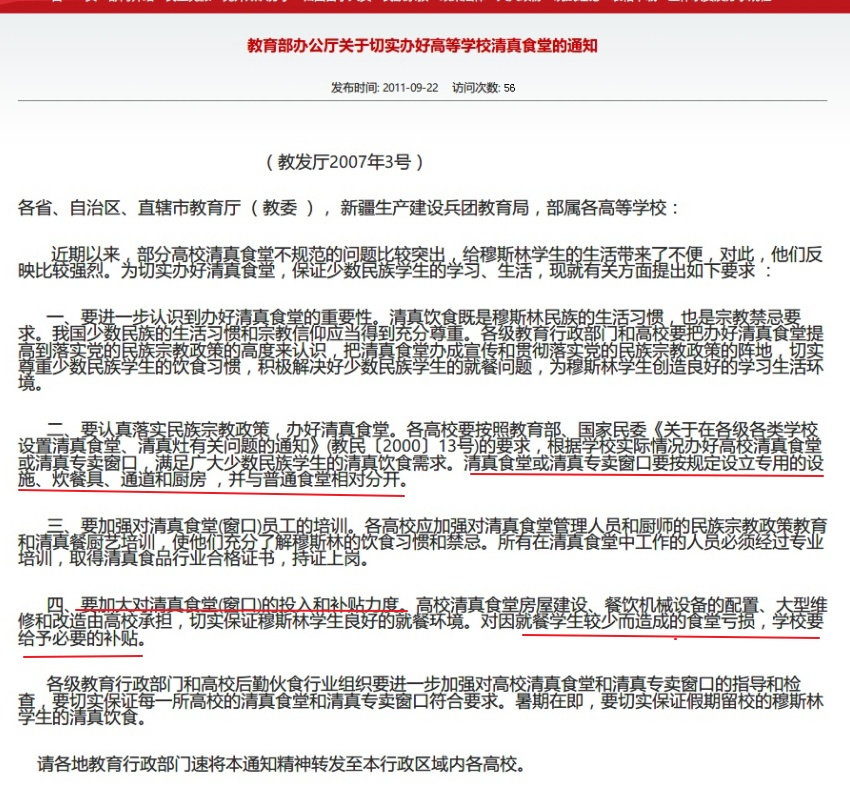 教育部办公厅关于切实办好高等学校清真食堂的通知
发布时间: 2011-09-22 访问次数: 56
（ 教发厅2007年3号 ）
各省、自治区、直辖市教育厅 （ 教委 ） ，新疆生产建设兵团教育局，部属各高等学校：
近期以来，部分高校清真食堂不规范的问题比较突出，给穆斯林学生的生活带来了不便，对此，他们反
映比较强烈。为切实办好清真食堂，保证少数民族学生的学习、生活，现就有关方面提出如下要求 ：
一、要进一步认识到办好清真食堂的重要性。清真饮食既是穆斯林民族的生活习惯，也是宗教禁忌要
求。我国少数民族的生活习惯和宗教信仰应当得到充分尊重。各级教育行政部门和高校要把办好清真食堂提
高到落实党的民族宗教政策的高度来认识，把清真食堂办成宣传和贯彻落实党的民族宗教政策的阵地，切实
尊重少数民族学生的饮食习惯，积极解决好少数民族学生的就餐问题，为穆斯林学生创造良好的学习生活环
境。
二、要认真落实民族宗教政策，办好清真食堂。各高校要按照教育部、国家民委《关于在各级各类学校
设置清真食堂、清真灶有关问题的通知》(教民〔2000〕13号)的要求，根据学校实际情况办好高校清真食堂
或清真专卖窗口，满足广大少数民族学生的清真饮食需求。清真食堂或清真专卖窗口要按规定设立专用的设
施、炊餐具、通道和厨房 ，并与普通食堂相对分开。
三、要加强对清真食堂(窗口)员工的培训。各高校应加强对清真食堂管理人员和厨师的民族宗教政策教育
和清真餐厨艺培训，使他们充分了解穆斯林的饮食习惯和禁忌。所有在清真食堂中工作的人员必须经过专业
培训，取得清真食品行业合格证书，持证上岗。
四、要加大对清真食堂(窗口)的投入和补贴力度。高校清真食堂房屋建设、餐饮机械设备的配置、大型维
修和改造由高校承担，切实保证穆斯林学生良好的就餐环境。对因就餐学生较少而造成的食堂亏损，学校要
给予必要的补贴。
各级教育行政部门和高校后勤伙食行业组织要进一步加强对高校清真食堂和清真专卖窗口的指导和检
查，要切实保证每一所高校的清真食堂和清真专卖窗口符合要求。暑期在即，要切实保证假期留校的穆斯林
学生的清真饮食。
请各地教育行政部门速将本通知精神转发至本行政区域内各高校。